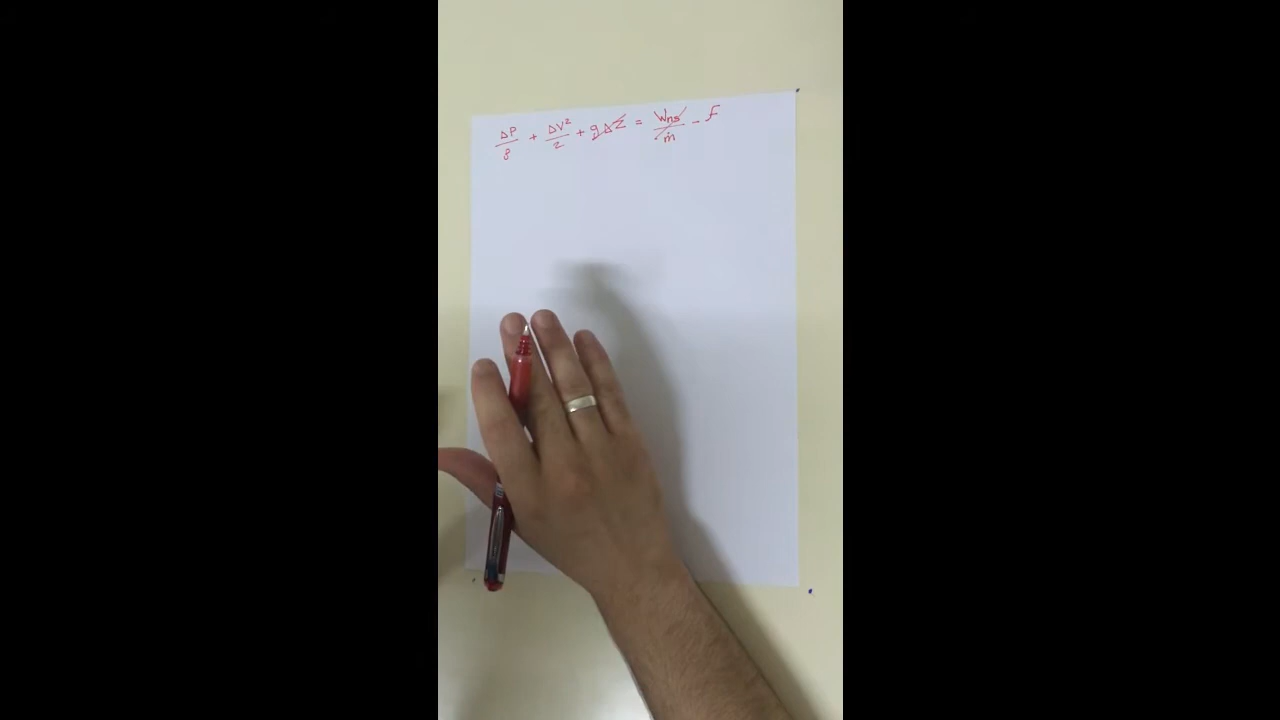 ΔP/ρ + ΔV²/2 + gΔZ = Wns/ṁ - f